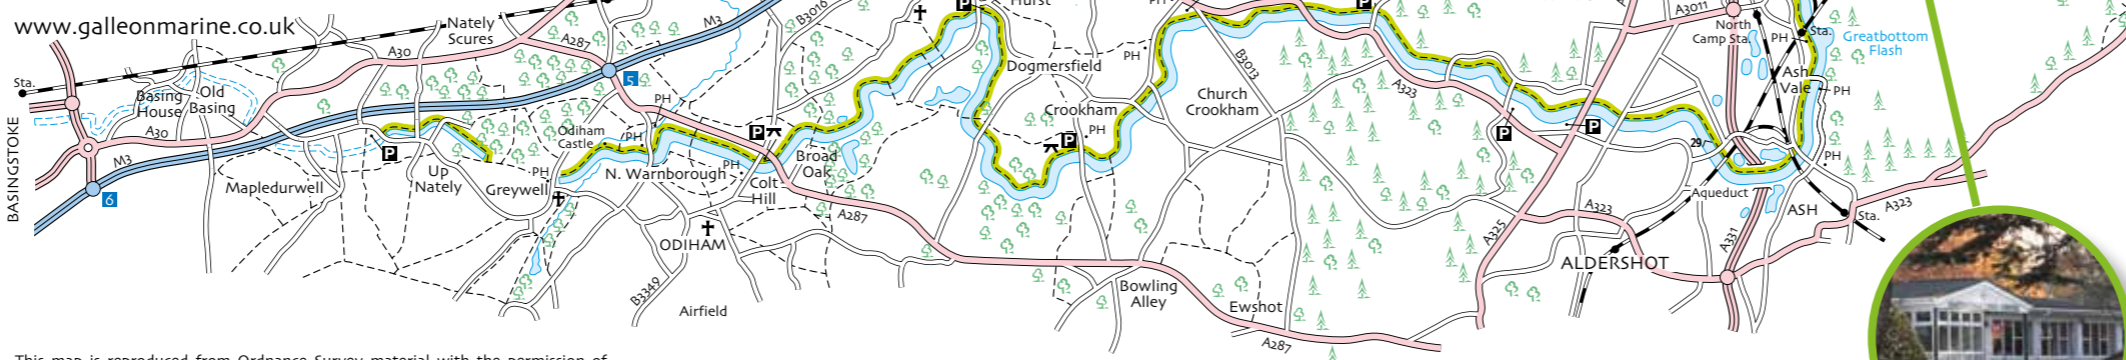 www.galleonmarine.co.uk
Nately
Scures
M3
B3016
Hurst
A3011
North
Camp Sta.
PH
Sta.
Greatbottom
Flash
A30
A287
5
P
P
PH
B3013
Sta.
Basing
House
Old
Basing
PH
Dogmersfield
PH
A323
Ash
Vale
PH
BASINGSTOKE
A30
M3
P
Odiham
Castle
PH
P
Crookham
PH
P
Church
Crookham
P
P
29
PH
6
Mapledurwell
Up
Nately
Greywell
PH
N. Warnborough
PH
Colt
Hill
Broad
Oak
A287
Aqueduct
ASH
Sta.
A323
A323
A325
A331
ODIHAM
ALDERSHOT
B3349
Airfield
Bowling
Alley
Ewshot
A287
This map is reproduced from Ordnance Survey material with the permission of